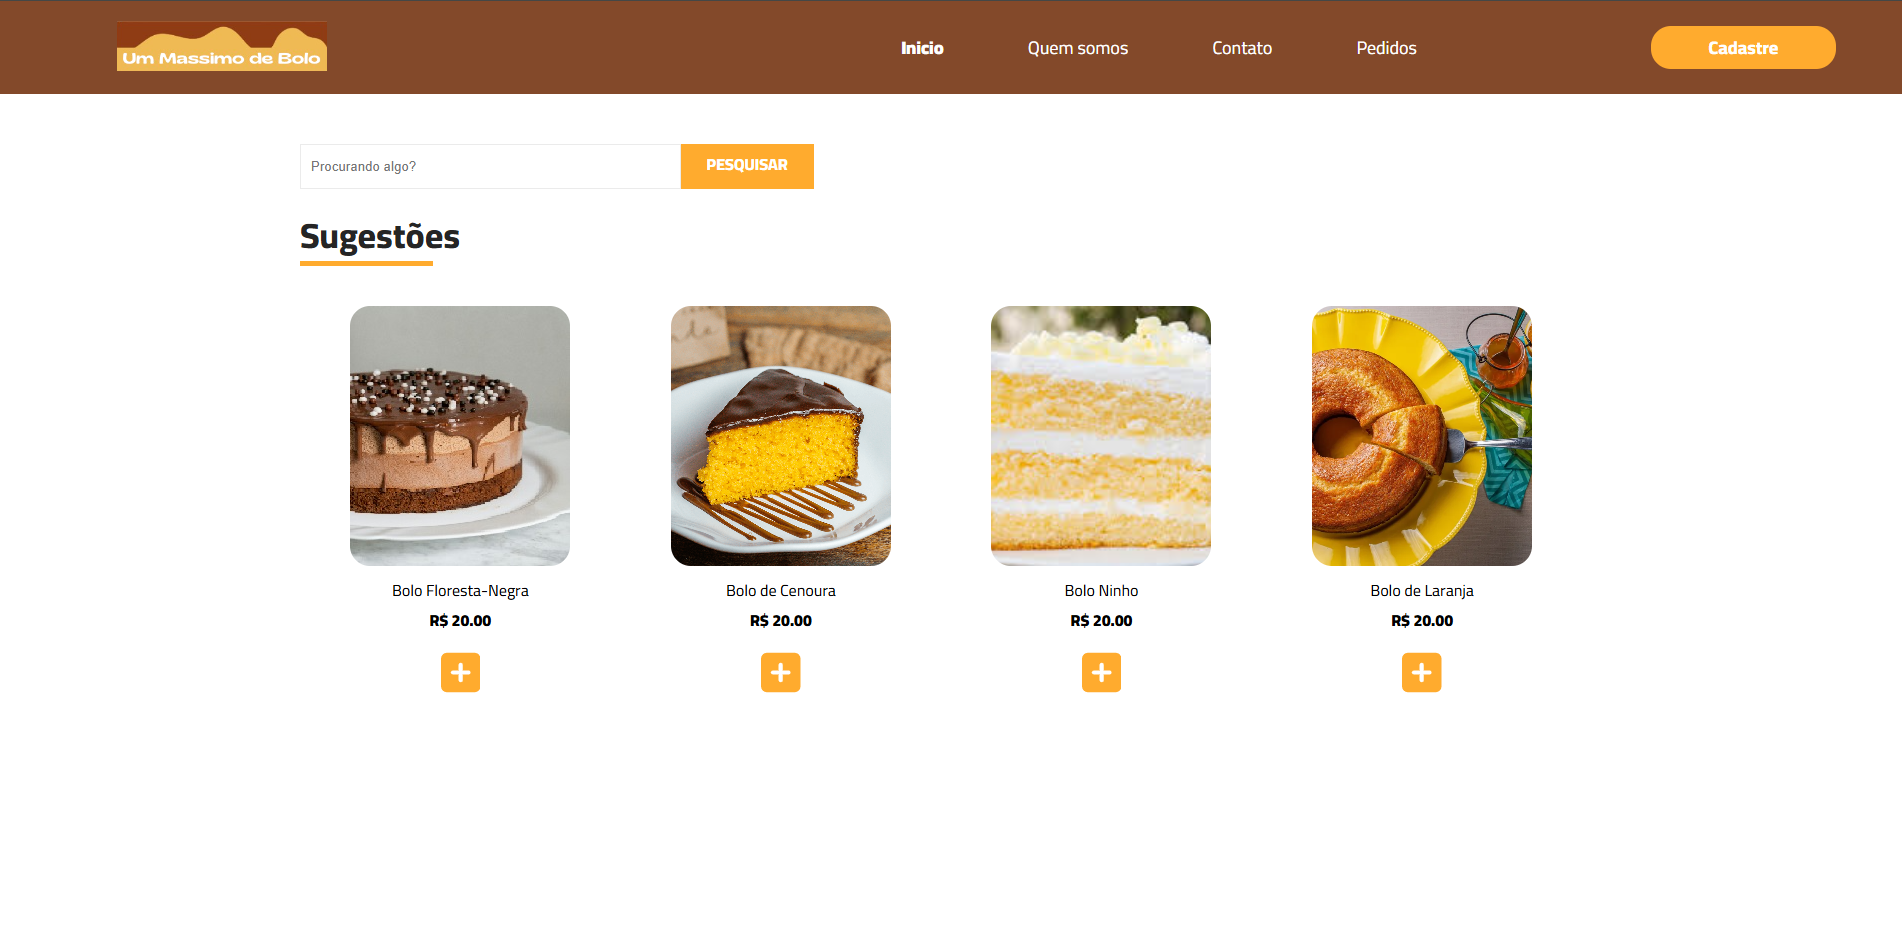 Um Massimo de Bolo
Inicio
Quem somos
Contato
Pedidos
Cadastre
Procurando algo?
PESQUISAR
Sugestões
Bolo Floresta-Negra
R$ 20.00
Bolo de Cenoura
R$ 20.00
Bolo Ninho
R$ 20.00
Bolo de Laranja
R$ 20.00